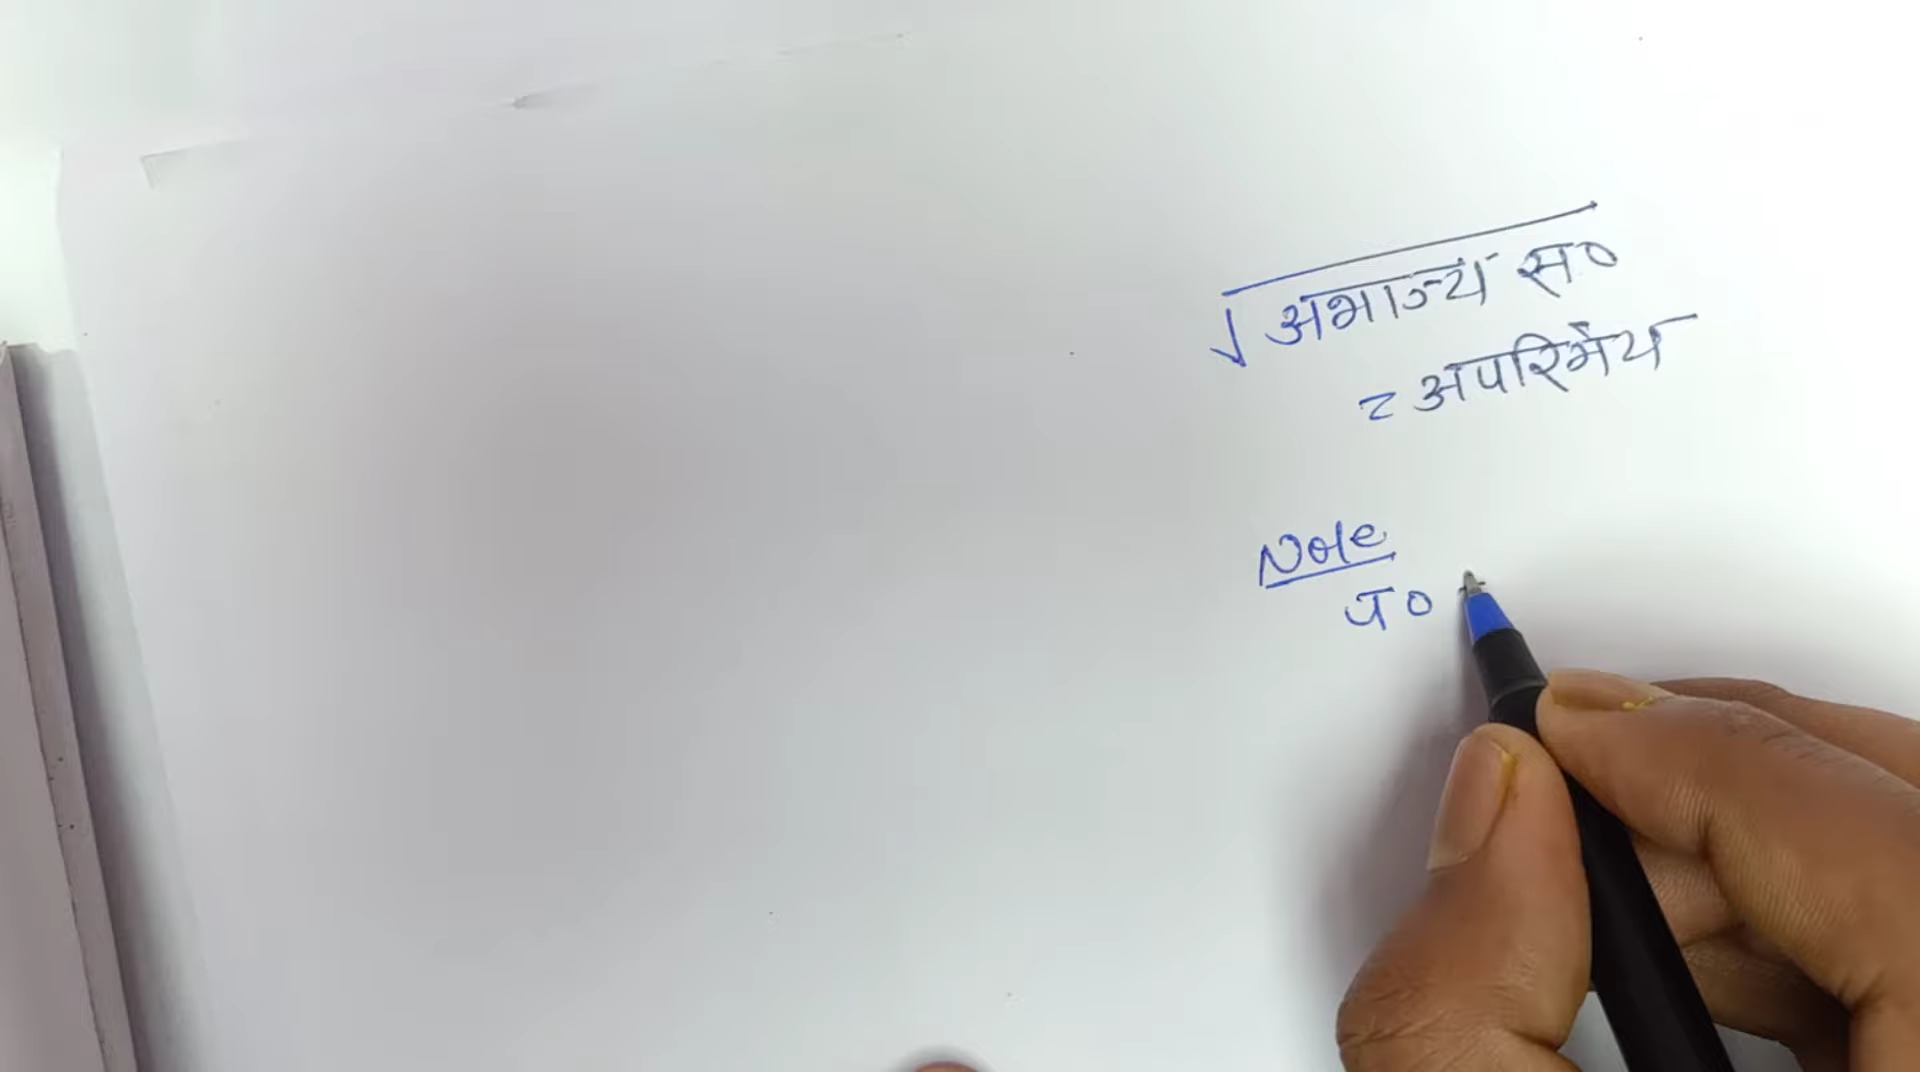 √अभाज्य स०
= अपरिमेय
Note
प०